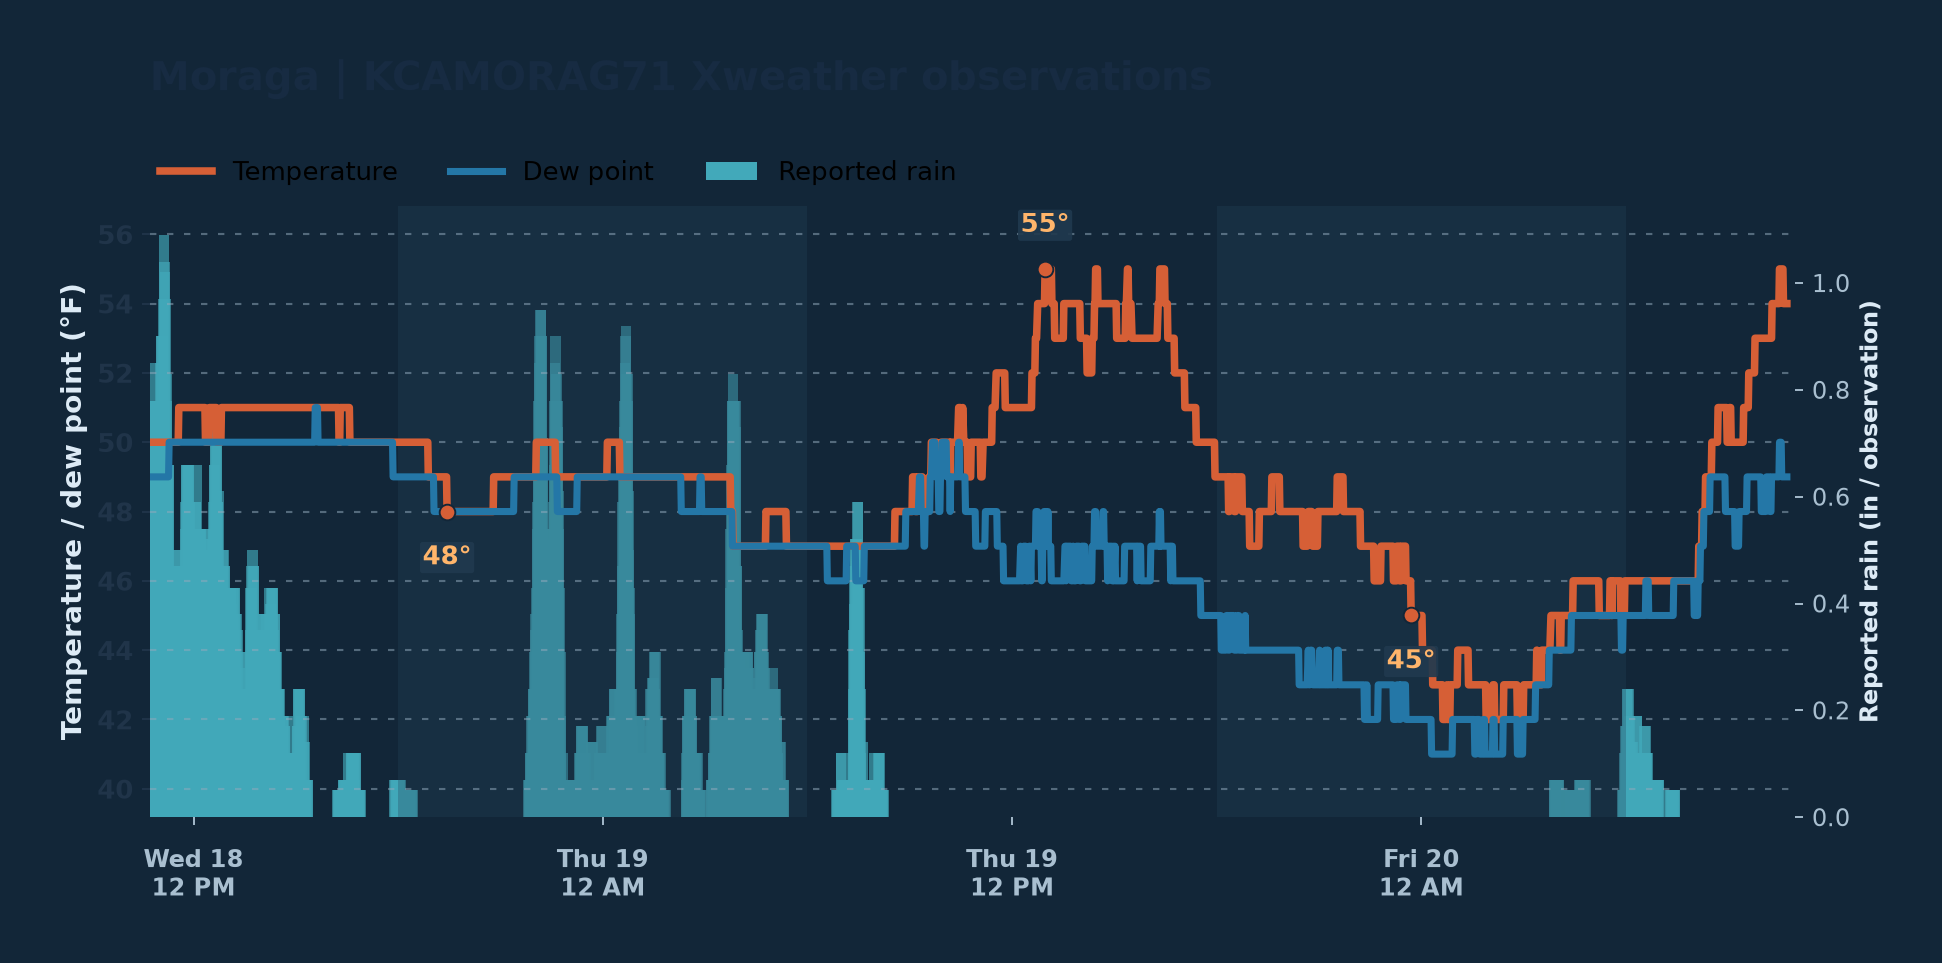 Moraga | KCAMORAG71 Xweather observations
Temperature
Dew point
Reported rain
Temperature / dew point (°F)
56
54
52
50
48
46
44
42
40
55°
48°
45°
1.0
0.8
0.6
0.4
0.2
0.0
Reported rain (in / observation)
Wed 18
12 PM
Thu 19
12 AM
Thu 19
12 PM
Fri 20
12 AM